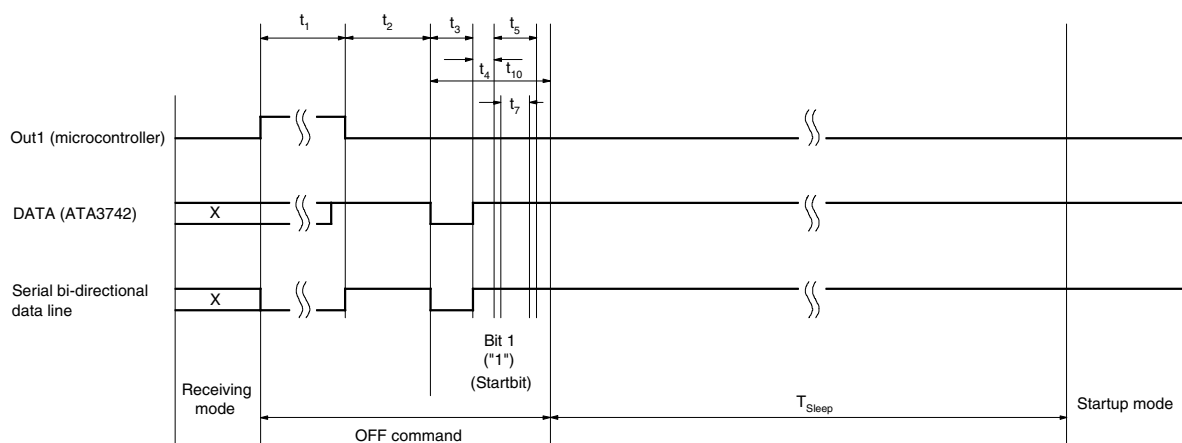 t1 t2 t3 t5
t4 t10
t7
Out1 (microcontroller)
DATA (ATA3742)
X
Serial bi-directional
data line
X
Bit 1
("1")
(Startbit)
Receiving
mode
TSleep
Startup mode
OFF command